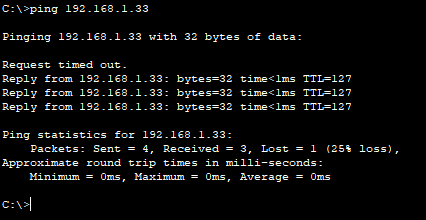 C:\>ping 192.168.1.33
Pinging 192.168.1.33 with 32 bytes of data:
Request timed out.
Reply from 192.168.1.33: bytes=32 time<1ms TTL=127
Reply from 192.168.1.33: bytes=32 time<1ms TTL=127
Reply from 192.168.1.33: bytes=32 time<1ms TTL=127
Ping statistics for 192.168.1.33:
    Packets: Sent = 4, Received = 3, Lost = 1 (25% loss),
Approximate round trip times in milli-seconds:
    Minimum = 0ms, Maximum = 0ms, Average = 0ms
C:\>